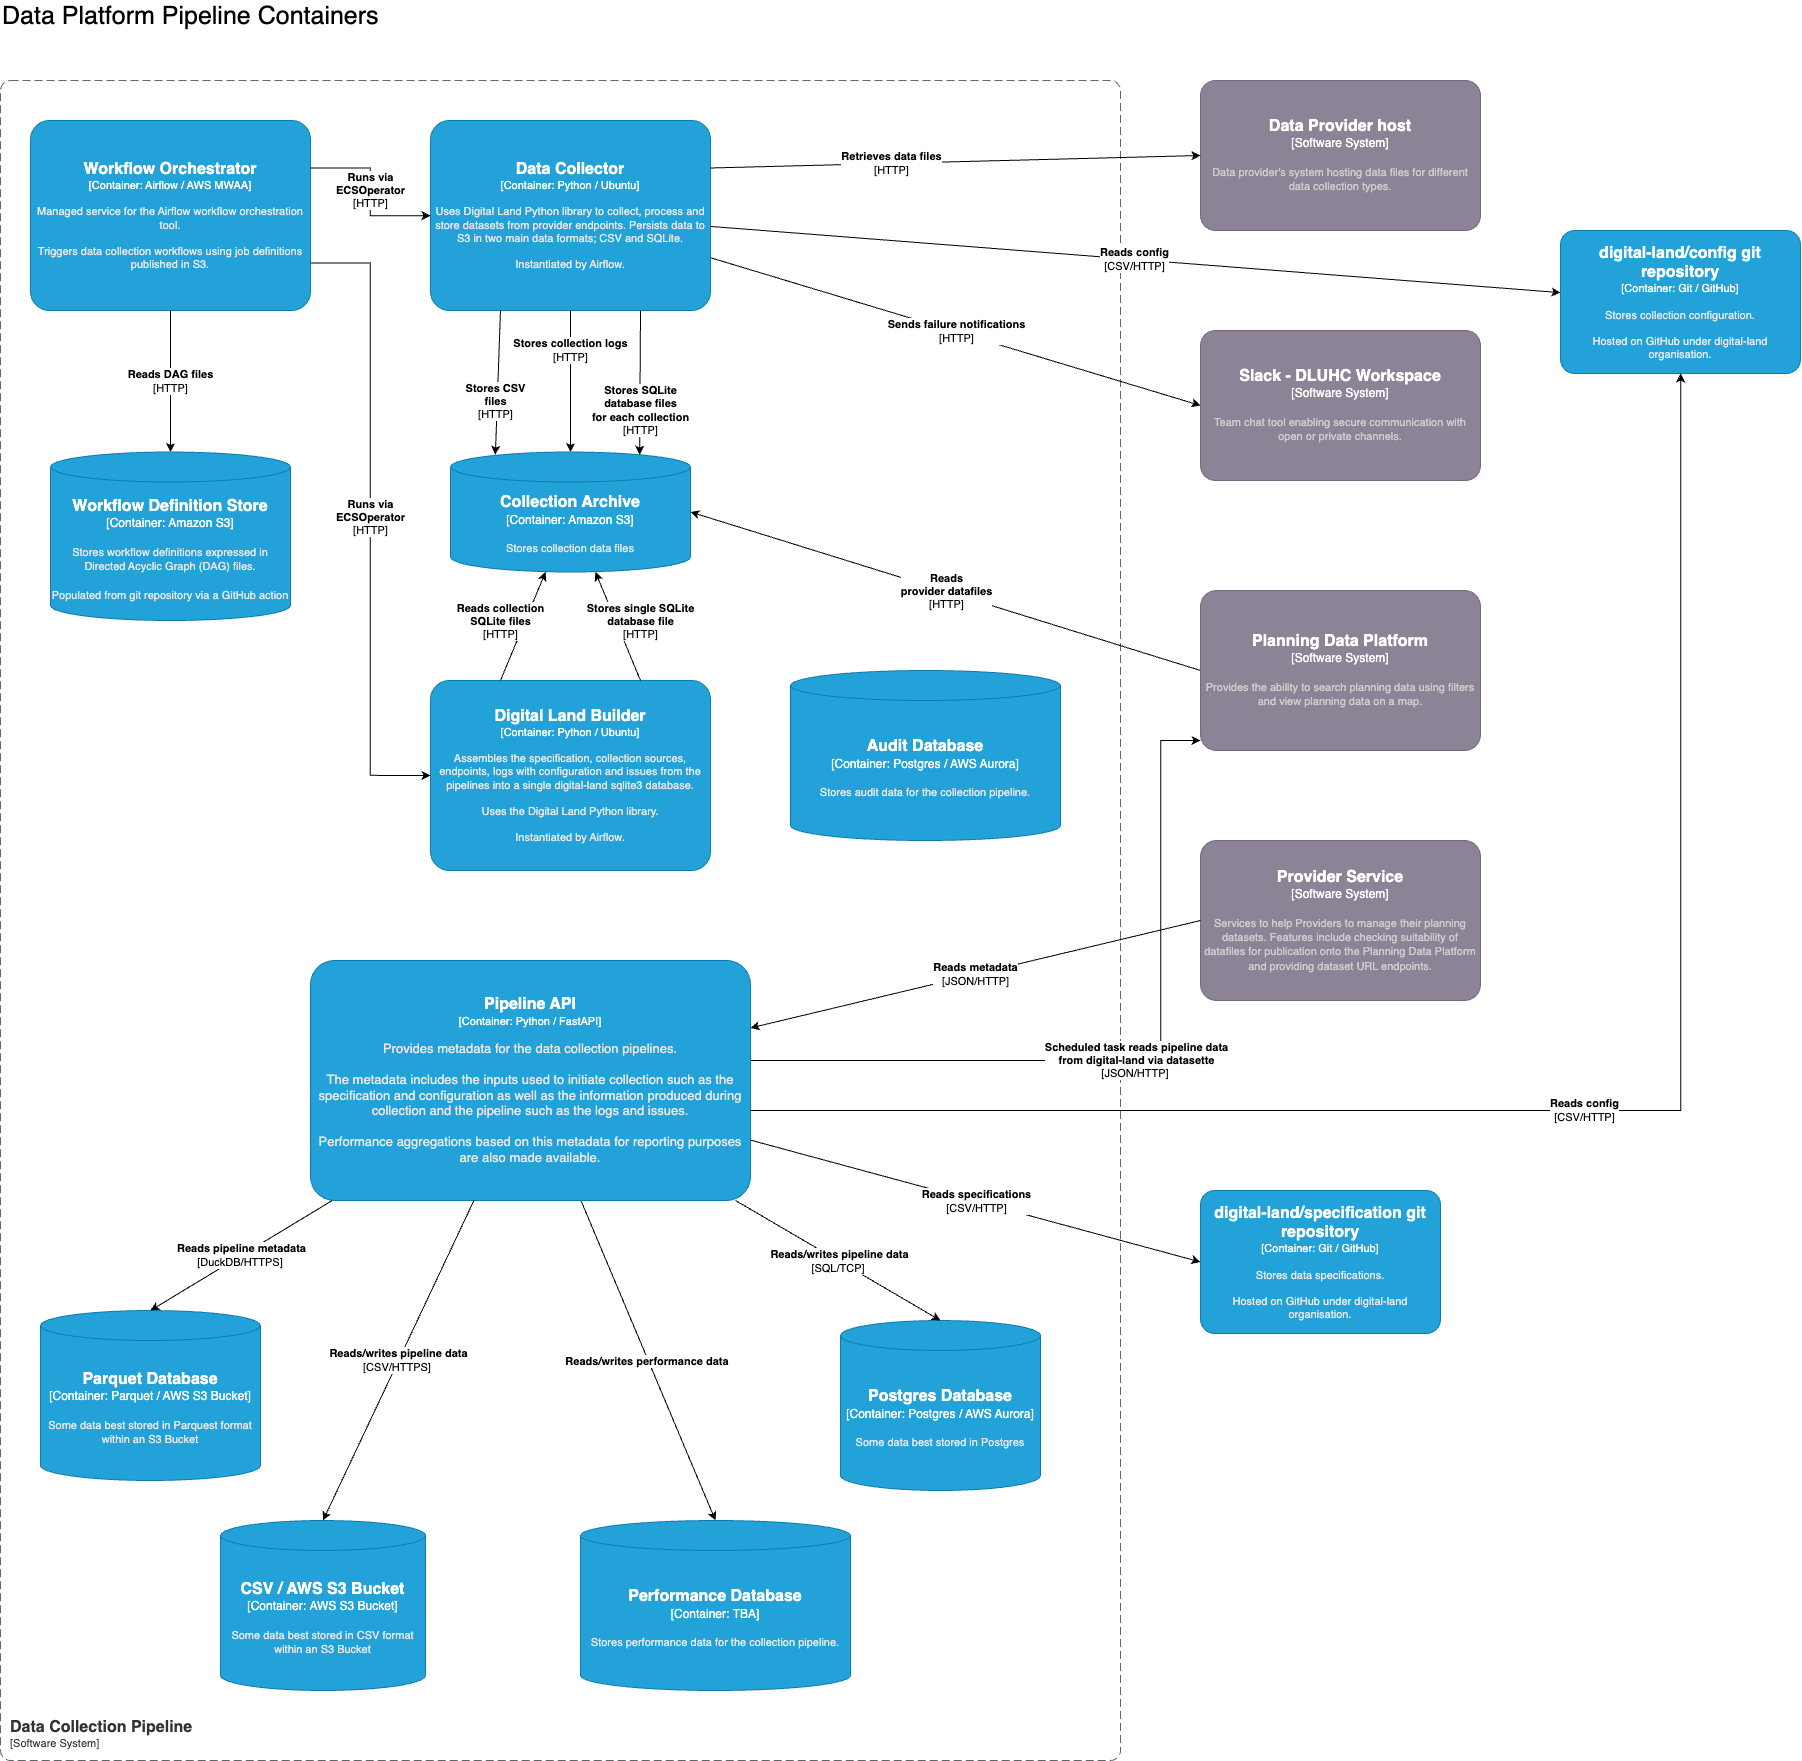 Data Platform Pipeline Containers
Workflow Orchestrator
[Container: Airflow / AWS MWAA]
Managed service for the Airflow workflow orchestration
tool.
Triggers data collection workflows using job definitions
published in S3.
Runs via
ECSOperator
[HTTP]
Data Collector
[Container: Python / Ubuntu]
Uses Digital Land Python library to collect, process and
store datasets from provider endpoints. Persists data to
S3 in two main data formats; CSV and SQLite.
Instantiated by Airflow.
Retrieves data files
[HTTP]
Data Provider host
[Software System]
Data provider's system hosting data files for different
data collection types.
Reads config
[CSV/HTTP]
digital-land/config git
repository
[Container: Git / GitHub]
Stores collection configuration.
Hosted on GitHub under digital-land
organisation.
Sends failure notifications
[HTTP]
Slack - DLUHC Workspace
[Software System]
Team chat tool enabling secure communication with
open or private channels.
Reads DAG files
[HTTP]
Stores CSV
files
[HTTP]
Stores collection logs
[HTTP]
Stores SQLite
database files
for each collection
[HTTP]
Workflow Definition Store
[Container: Amazon S3]
Stores workflow definitions expressed in
Directed Acyclic Graph (DAG) files.
Populated from git repository via a GitHub action
Runs via
ECSOperator
[HTTP]
Collection Archive
[Container: Amazon S3]
Stores collection data files
Reads
provider datafiles
[HTTP]
Reads collection
SQLite files
[HTTP]
Stores single SQLite
database file
[HTTP]
Planning Data Platform
[Software System]
Provides the ability to search planning data using filters
and view planning data on a map.
Digital Land Builder
[Container: Python / Ubuntu]
Assembles the specification, collection sources,
endpoints, logs with configuration and issues from the
pipelines into a single digital-land sqlite3 database.
Uses the Digital Land Python library.
Instantiated by Airflow.
Audit Database
[Container: Postgres / AWS Aurora]
Stores audit data for the collection pipeline.
Provider Service
[Software System]
Services to help Providers to manage their planning
datasets. Features include checking suitability of
datafiles for publication onto the Planning Data Platform
and providing dataset URL endpoints.
Reads metadata
[JSON/HTTP]
Pipeline API
[Container: Python / FastAPI]
Provides metadata for the data collection pipelines.
The metadata includes the inputs used to initiate collection such as the
specification and configuration as well as the information produced during
collection and the pipeline such as the logs and issues.
Performance aggregations based on this metadata for reporting purposes
are also made available.
Scheduled task reads pipeline data
from digital-land via datasette
[JSON/HTTP]
Reads config
[CSV/HTTP]
Reads specifications
[CSV/HTTP]
digital-land/specification git
repository
[Container: Git / GitHub]
Stores data specifications.
Hosted on GitHub under digital-land
organisation.
Reads pipeline metadata
[DuckDB/HTTPS]
Reads/writes pipeline data
[SQL/TCP]
Reads/writes pipeline data
[CSV/HTTPS]
Reads/writes performance data
Parquet Database
[Container: Parquet / AWS S3 Bucket]
Some data best stored in Parquest format
within an S3 Bucket
Postgres Database
[Container: Postgres / AWS Aurora]
Some data best stored in Postgres
CSV / AWS S3 Bucket
[Container: AWS S3 Bucket]
Some data best stored in CSV format
within an S3 Bucket
Performance Database
[Container: TBA]
Stores performance data for the collection pipeline.
Data Collection Pipeline
[Software System]